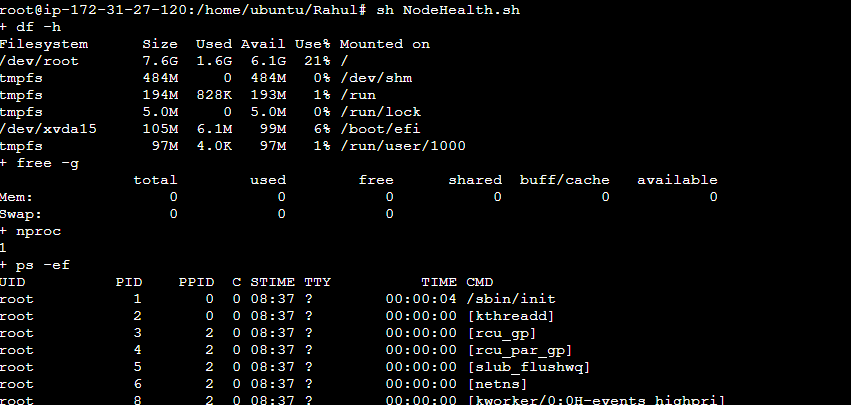 root@ip-172-31-27-120:/home/ubuntu/Rahul# sh NodeHealth.sh
+ df -h
Filesystem      Size  Used Avail Use% Mounted on
/dev/root       7.6G  1.6G  6.1G  21% /
tmpfs           484M     0  484M   0% /dev/shm
tmpfs           194M  828K  193M   1% /run
tmpfs           5.0M     0  5.0M   0% /run/lock
/dev/xvda15     105M  6.1M   99M   6% /boot/efi
tmpfs            97M  4.0K   97M   1% /run/user/1000
+ free -g
               total        used        free      shared  buff/cache   available
Mem:               0           0           0           0           0           0
Swap:              0           0           0
+ nproc
1
+ ps -ef
UID          PID    PPID  C STIME TTY          TIME CMD
root           1       0  0 08:37 ?        00:00:04 /sbin/init
root           2       0  0 08:37 ?        00:00:00 [kthreadd]
root           3       2  0 08:37 ?        00:00:00 [rcu_gp]
root           4       2  0 08:37 ?        00:00:00 [rcu_par_gp]
root           5       2  0 08:37 ?        00:00:00 [slub_flushwq]
root           6       2  0 08:37 ?        00:00:00 [netns]
root           8       2  0 08:37 ?        00:00:00 [kworker/0:0H-events_highpri]